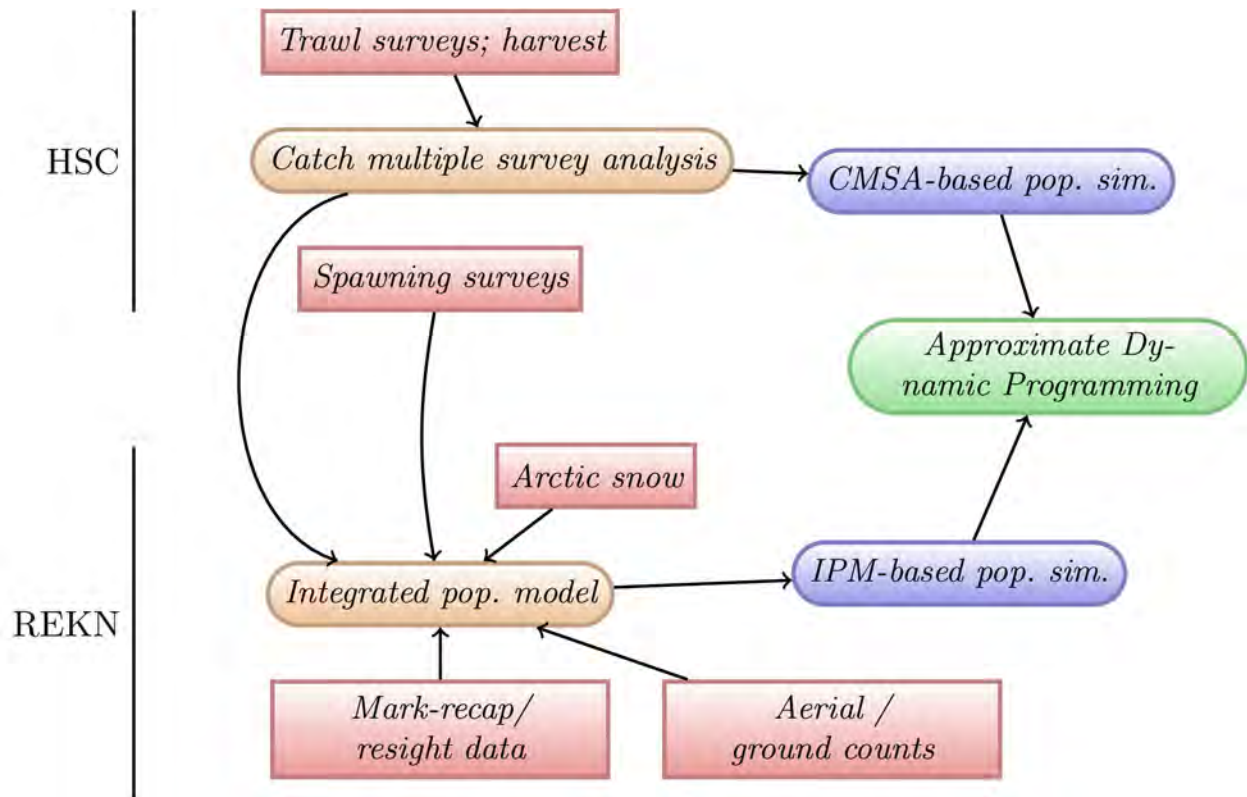 Trawl surveys; harvest
HSC
Catch multiple survey analysis
CMSA-based pop. sim.
Spawning surveys
Approximate Dy-
namic Programming
Arctic snow
IPM-based pop. sim.
Integrated pop. model
REKN
Mark-recap/
resight data
Aerial /
ground counts